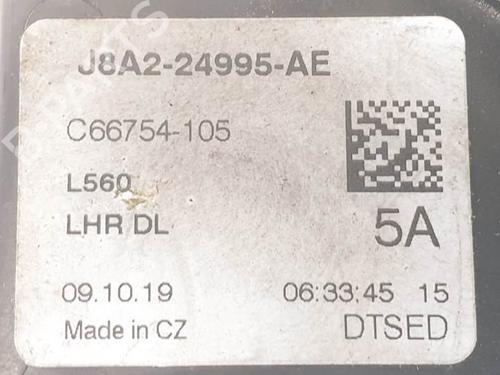 J8A2-24995-AE
C66754-105
L560
LHR DL
5A
09.10.19 06:33:45 15
Made in CZ DTSED